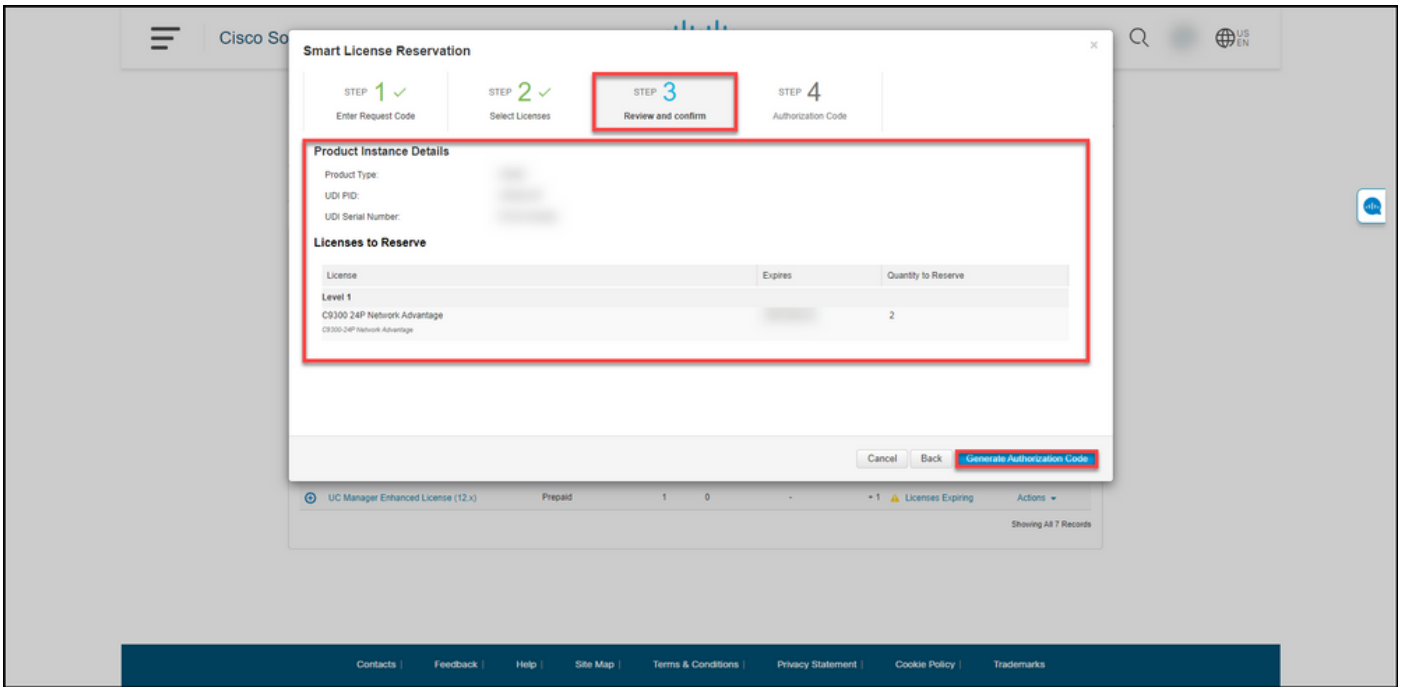 Cisco So
US
EN
Smart License Reservation
×
STEP 1 ✓
Enter Request Code
STEP 2 ✓
Select Licenses
STEP 3
Review and confirm
STEP 4
Authorization Code
Product Instance Details
Product Type:
UDI PID:
UDI Serial Number:
Licenses to Reserve
License Expires Quantity to Reserve
Level 1
C9300 24P Network Advantage 2
C9300-24P Network Advantage
Cancel Back Generate Authorization Code
UC Manager Enhanced License (12.x) Prepaid 1 0 - + 1 Licenses Expiring Actions
Showing All 7 Records
Contacts | Feedback | Help | Site Map | Terms & Conditions | Privacy Statement | Cookie Policy | Trademarks